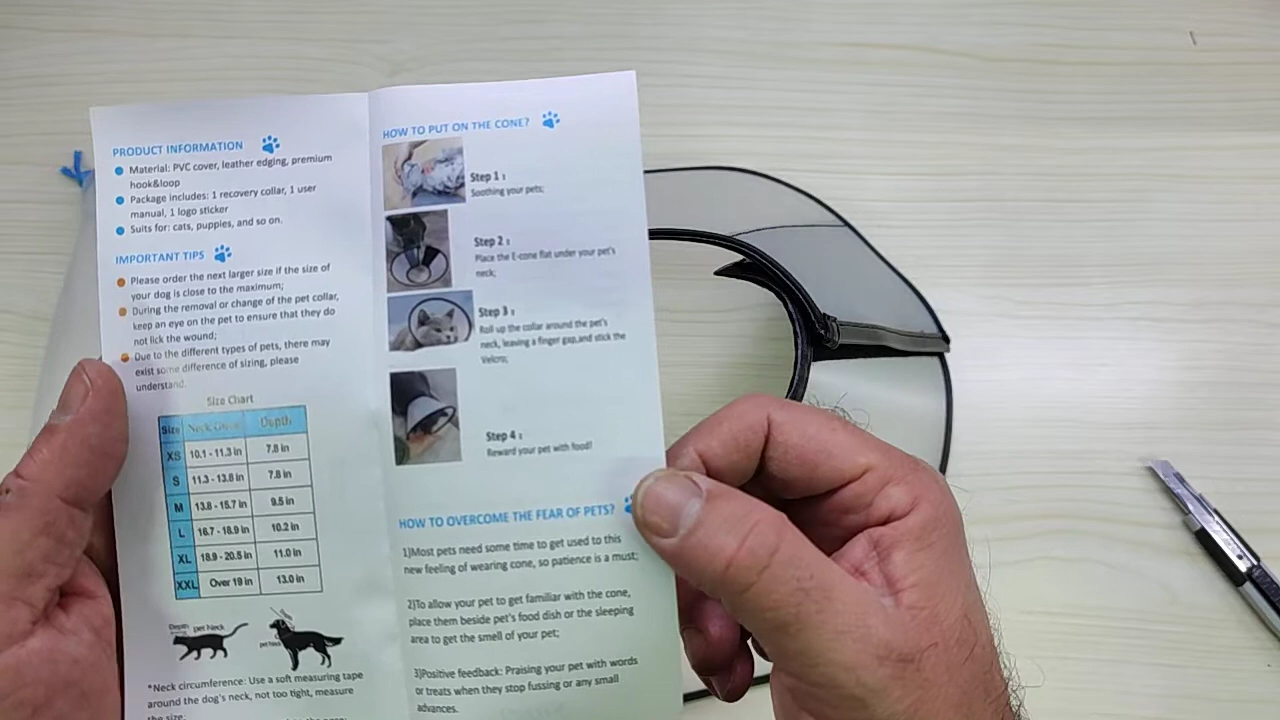 PRODUCT INFORMATION
Material: PVC cover, leather edging, premium
hook&loop
Package includes: 1 recovery collar, 1 user
manual, 1 logo sticker
Suits for: cats, puppies, and so on.
IMPORTANT TIPS
Please order the next larger size if the size of
your dog is close to the maximum;
During the removal or change of the pet collar,
keep an eye on the pet to ensure that they do
not lick the wound;
Due to the different types of pets, there may
exist some difference of sizing, please
understand.
Size Chart
Size Neck Depth
XS 10.1 - 11.3 in 7.8 in
S 11.3 - 13.8 in 7.8 in
M 13.8 - 15.7 in 9.5 in
L 16.7 - 18.9 in 10.2 in
XL 18.9 - 20.5 in 11.0 in
XXL Over 19 in 13.0 in
Depth pet Neck
pet Neck
*Neck circumference: Use a soft measuring tape
around the dog's neck, not too tight, measure
the size;
HOW TO PUT ON THE CONE?
Step 1 :
Soothing your pets;
Step 2 :
Place the E-cone flat under your pet's
neck;
Step 3 :
Roll up the collar around the pet's
neck, leaving a finger gap,and stick the
Velcro;
Step 4 :
Reward your pet with food!
HOW TO OVERCOME THE FEAR OF PETS?
1)Most pets need some time to get used to this
new feeling of wearing cone, so patience is a must;
2)To allow your pet to get familiar with the cone,
place them beside pet's food dish or the sleeping
area to get the smell of your pet;
3)Positive feedback: Praising your pet with words
or treats when they stop fussing or any small
advances.